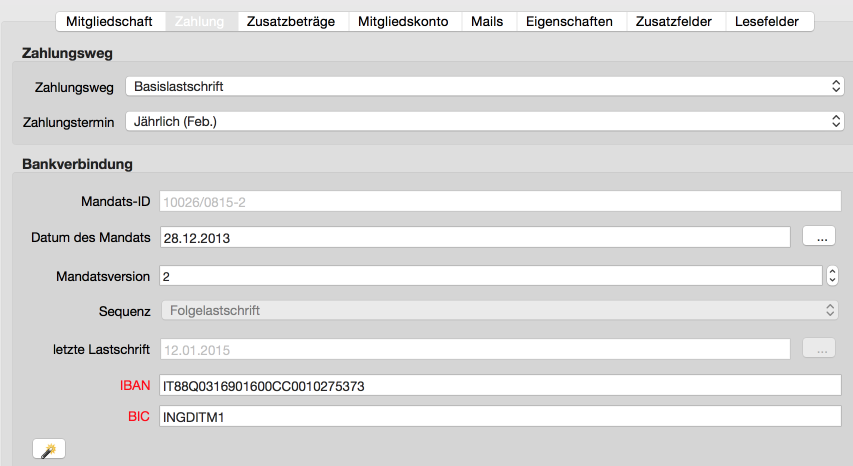 Mitgliedschaft Zahlung Zusatzbeträge Mitgliedskonto Mails Eigenschaften Zusatzfelder Lesefelder
Zahlungsweg
Zahlungsweg Basislastschrift
Zahlungstermin Jährlich (Feb.)
Bankverbindung
Mandats-ID 10026/0815-2
Datum des Mandats 28.12.2013 ...
Mandatsversion 2
Sequenz Folgelastschrift
letzte Lastschrift 12.01.2015 ...
IBAN IT88Q0316901600CC0010275373
BIC INGDITM1